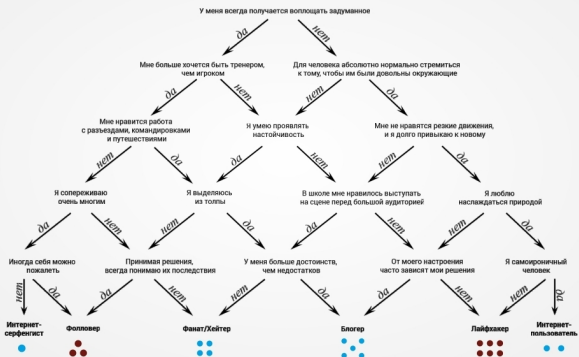 У меня всегда получается воплощать задуманное
да
нет
Мне больше хочется быть тренером,
чем игроком
Для человека абсолютно нормально стремиться
к тому, чтобы им были довольны окружающие
да
нет
нет
да
Мне нравится работа
с разъездами, командировками
и путешествиями
Я умею проявлять
настойчивость
Мне не нравятся резкие движения,
и я долго привыкаю к новому
нет
да
да
нет
нет
да
Я сопереживаю
очень многим
Я выделяюсь
из толпы
В школе мне нравилось выступать
на сцене перед большой аудиторией
Я люблю
наслаждаться природой
да
нет
нет
да
да
нет
нет
да
Иногда себя можно
пожалеть
Принимая решения,
всегда понимаю их последствия
У меня больше достоинств,
чем недостатков
От моего настроения
часто зависят мои решения
Я самоироничный
человек
нет
да
да
нет
нет
да
да
нет
нет
да
Интернет-
серфенгист
Фолловер
Фанат/Хейтер
Блогер
Лайфхакер
Интернет-
пользователь